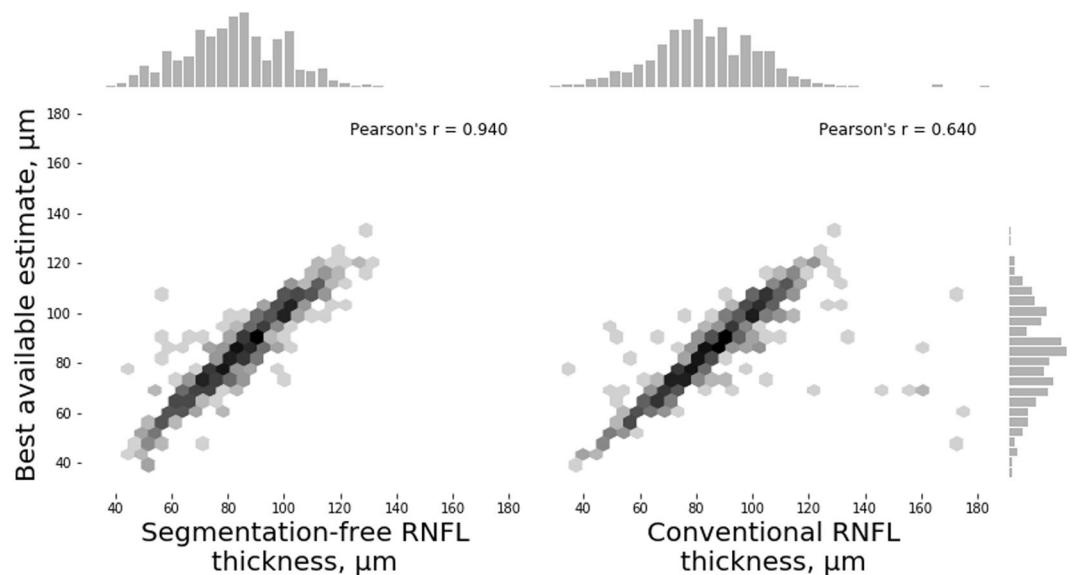 Best available estimate, µm
180 -
160 -
140 -
120 -
100 -
80 -
60 -
40 -
Pearson's r = 0.940
40 60 80 100 120 140 160 180
Segmentation-free RNFL
thickness, µm
Pearson's r = 0.640
40 60 80 100 120 140 160 180
Conventional RNFL
thickness, µm